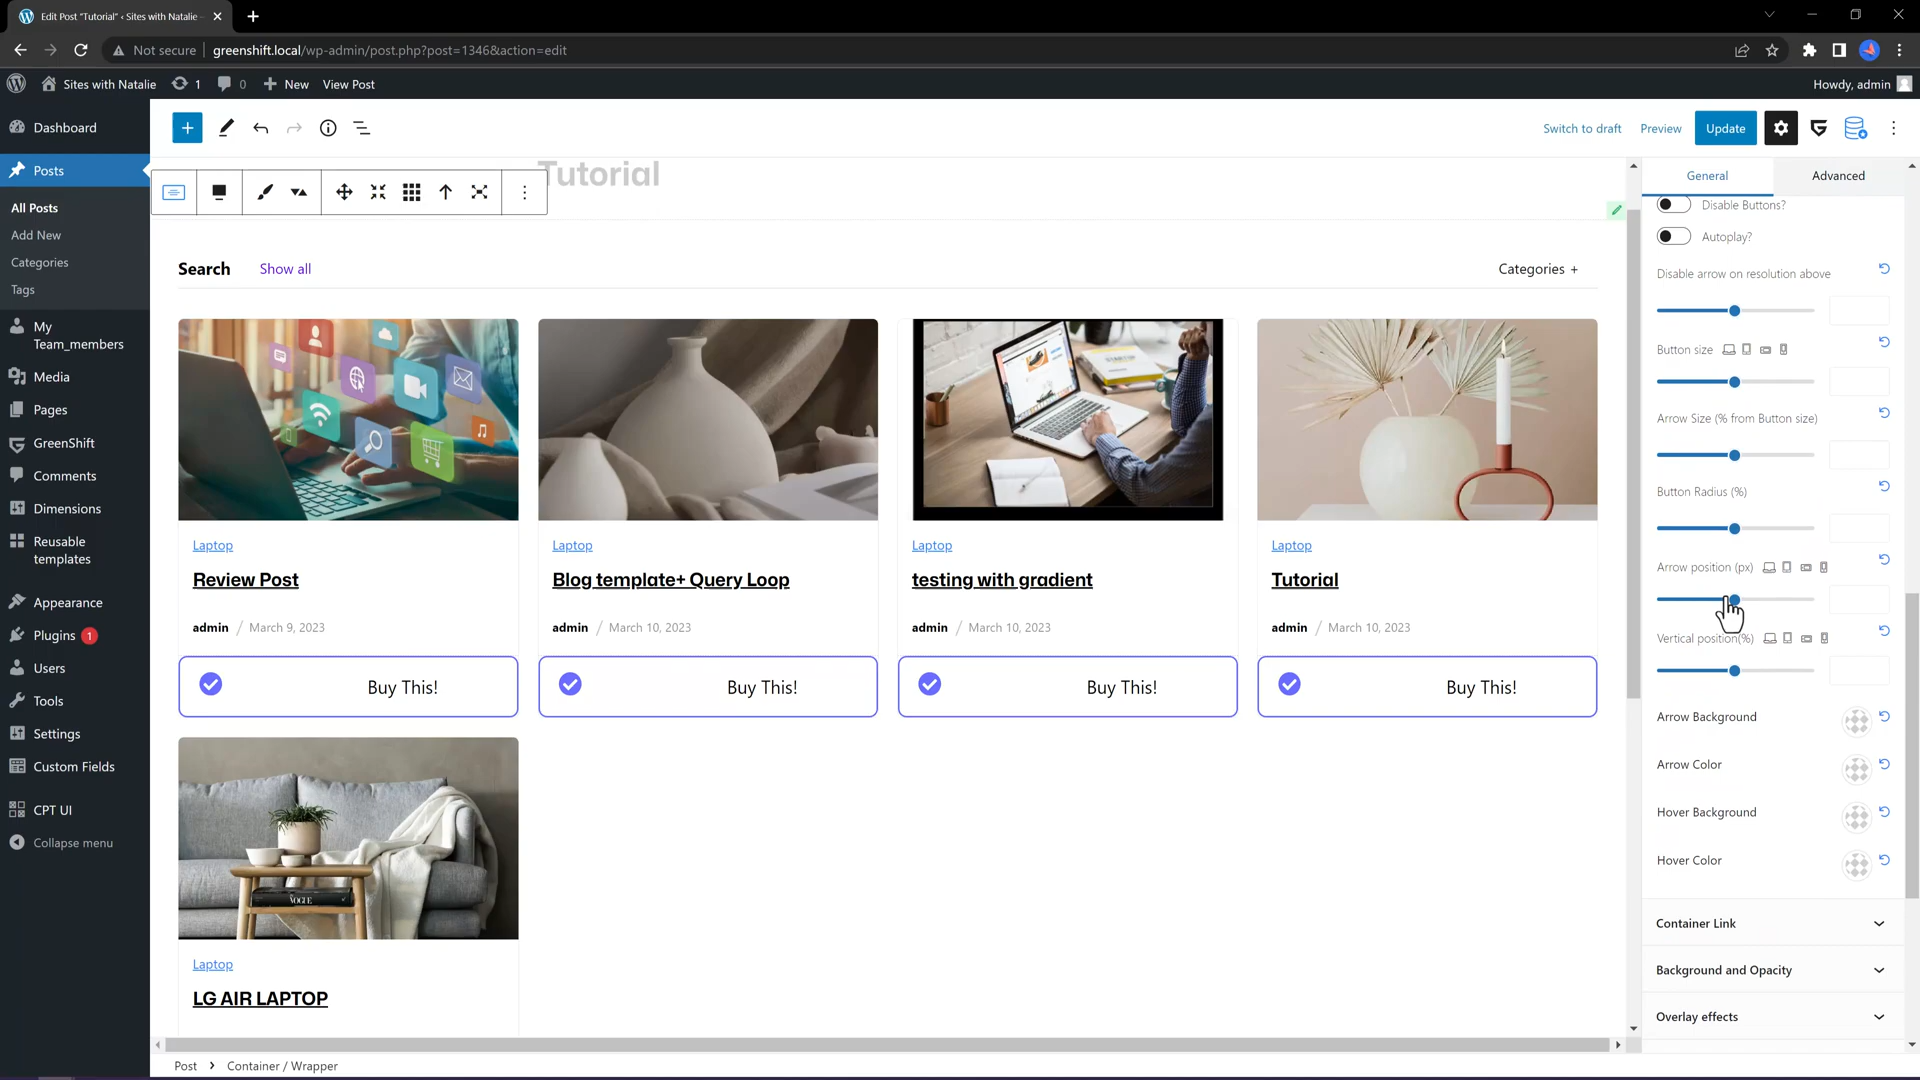 Edit Post "Tutorial" ‹ Sites with Natalie
Not secure
greenshift.local/wp-admin/post.php?post=1346&action=edit
Sites with Natalie 1 0 New View Post
Howdy, admin
Dashboard
Posts
All Posts
Add New
Categories
Tags
My Team_members
Media
Pages
GreenShift
Comments
Dimensions
Reusable templates
Appearance
Plugins 1
Users
Tools
Settings
Custom Fields
CPT UI
Collapse menu
Switch to draft Preview Update
Tutorial
Search Show all Categories +
Laptop Laptop Laptop Laptop
Review Post Blog template+ Query Loop testing with gradient Tutorial
admin / March 9, 2023 admin / March 10, 2023 admin / March 10, 2023 admin / March 10, 2023
Buy This! Buy This! Buy This! Buy This!
VOGUE
Laptop
LG AIR LAPTOP
Post Container / Wrapper
General Advanced
Disable Buttons?
Autoplay?
Disable arrow on resolution above
Button size
Arrow Size (% from Button size)
Button Radius (%)
Arrow position (px)
Vertical position(%)
Arrow Background
Arrow Color
Hover Background
Hover Color
Container Link
Background and Opacity
Overlay effects